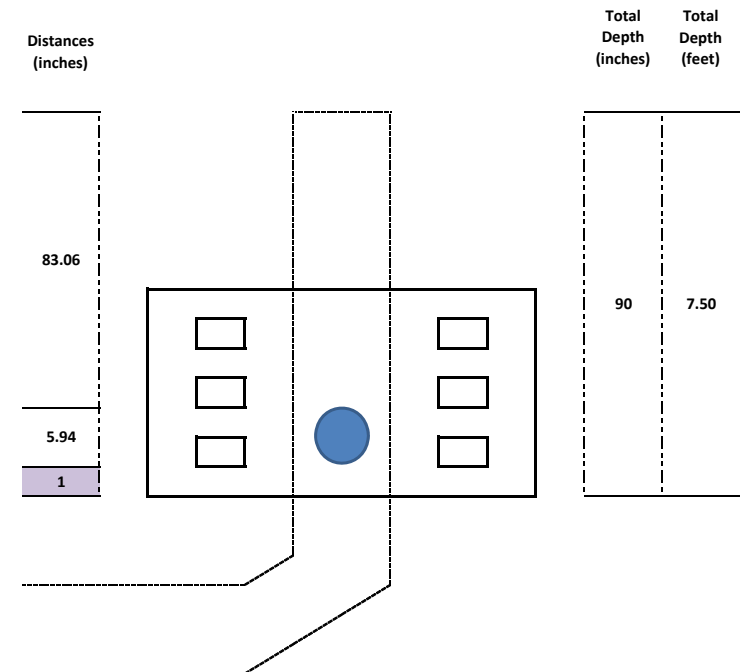 Distances
(inches)
Total
Depth
(inches)
Total
Depth
(feet)
83.06
90
7.50
5.94
1